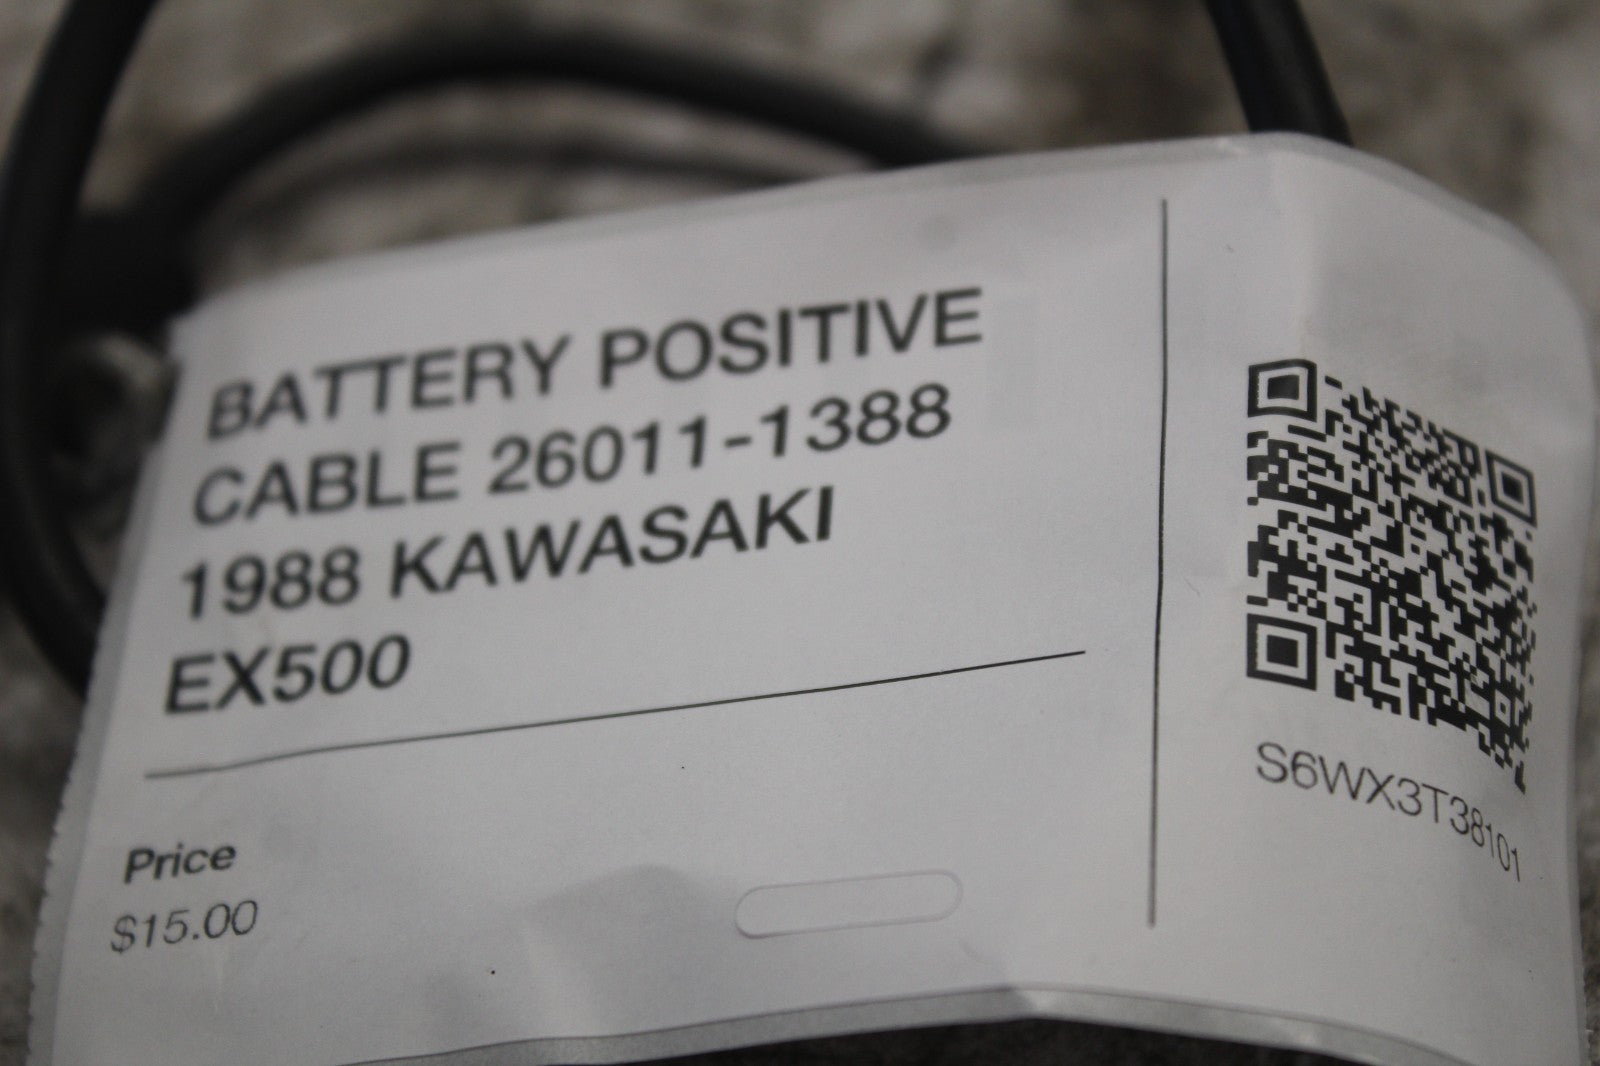 BATTERY POSITIVE
CABLE 26011-1388
1988 KAWASAKI
EX500
Price
$15.00
S6WX3T38101